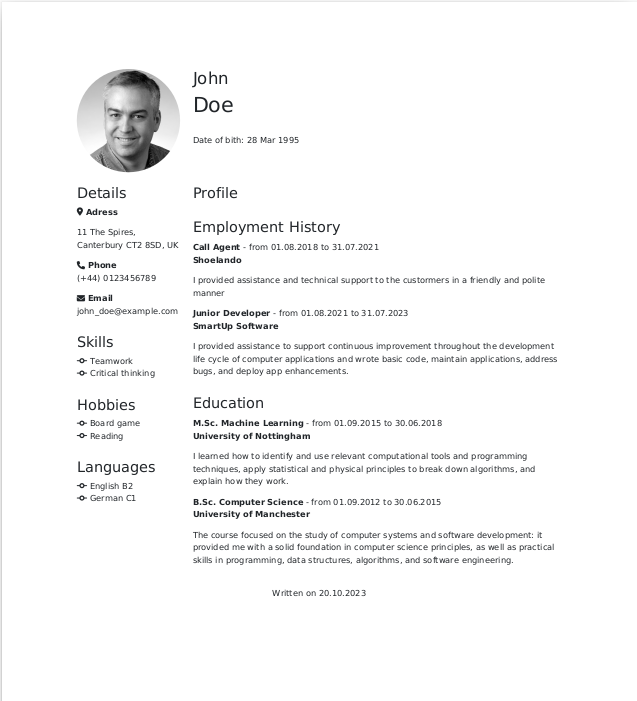 John
Doe
Date of bith: 28 Mar 1995
Details
Adress
11 The Spires,
Canterbury CT2 8SD, UK
Phone
(+44) 0123456789
Email
john_doe@example.com
Skills
Teamwork
Critical thinking
Hobbies
Board game
Reading
Languages
English B2
German C1
Profile
Employment History
Call Agent - from 01.08.2018 to 31.07.2021
Shoelando
I provided assistance and technical support to the custormers in a friendly and polite
manner
Junior Developer - from 01.08.2021 to 31.07.2023
SmartUp Software
I provided assistance to support continuous improvement throughout the development
life cycle of computer applications and wrote basic code, maintain applications, address
bugs, and deploy app enhancements.
Education
M.Sc. Machine Learning - from 01.09.2015 to 30.06.2018
University of Nottingham
I learned how to identify and use relevant computational tools and programming
techniques, apply statistical and physical principles to break down algorithms, and
explain how they work.
B.Sc. Computer Science - from 01.09.2012 to 30.06.2015
University of Manchester
The course focused on the study of computer systems and software development: it
provided me with a solid foundation in computer science principles, as well as practical
skills in programming, data structures, algorithms, and software engineering.
Written on 20.10.2023